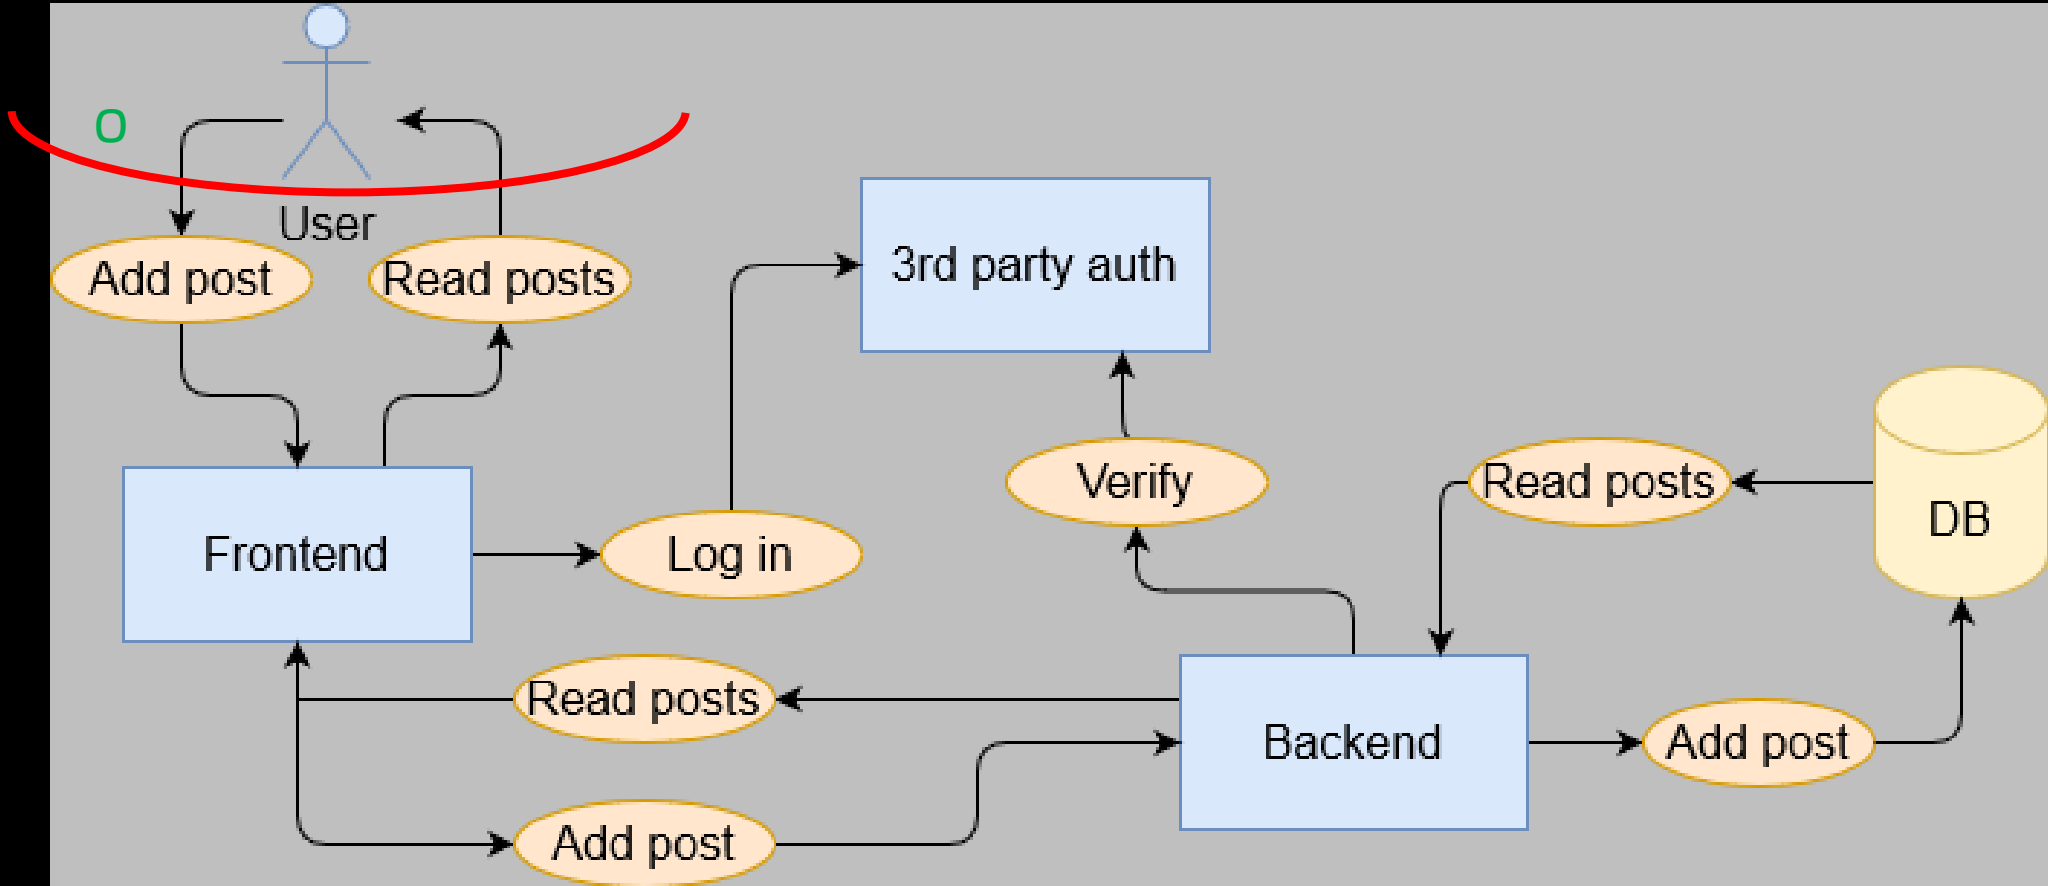 O
User
Add post
Read posts
3rd party auth
Verify
Read posts
DB
Frontend
Log in
Read posts
Backend
Add post
Add post